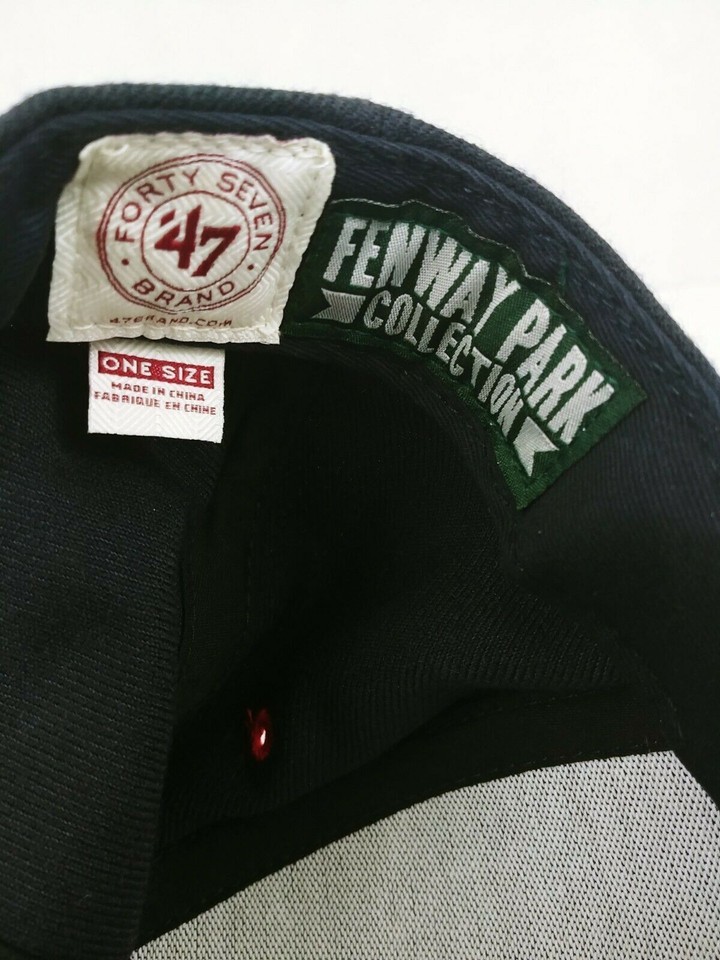 FORTY SEVEN
'47
BRAND
47BRAND.COM
ONE SIZE
MADE IN CHINA
FABRIQUE EN CHINE
FENWAY PARK
COLLECTION